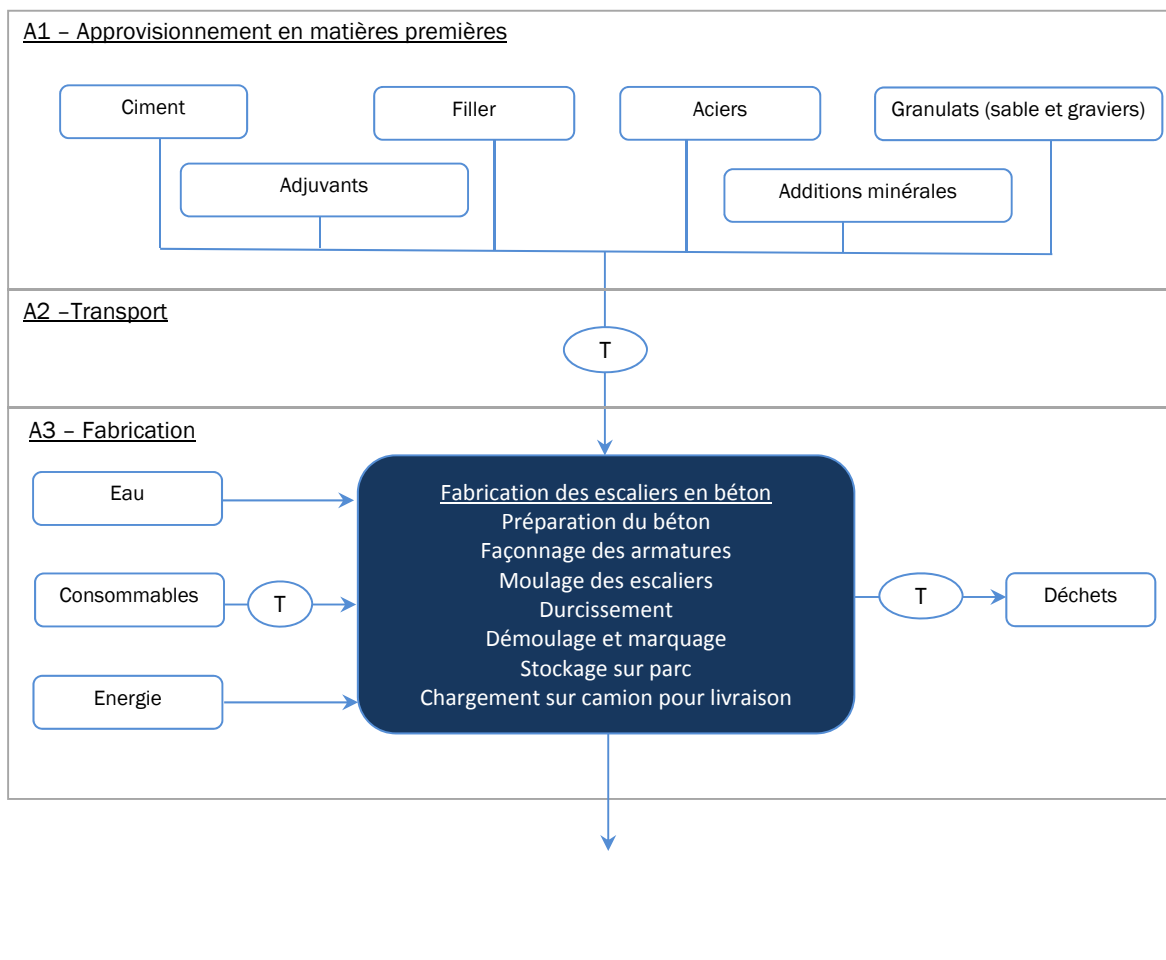 A1 – Approvisionnement en matières premières
Ciment
Filler
Aciers
Granulats (sable et graviers)
Adjuvants
Additions minérales
A2 –Transport
T
A3 – Fabrication
Eau
Consommables
T
Energie
Fabrication des escaliers en béton
Préparation du béton
Façonnage des armatures
Moulage des escaliers
Durcissement
Démoulage et marquage
Stockage sur parc
Chargement sur camion pour livraison
T
Déchets